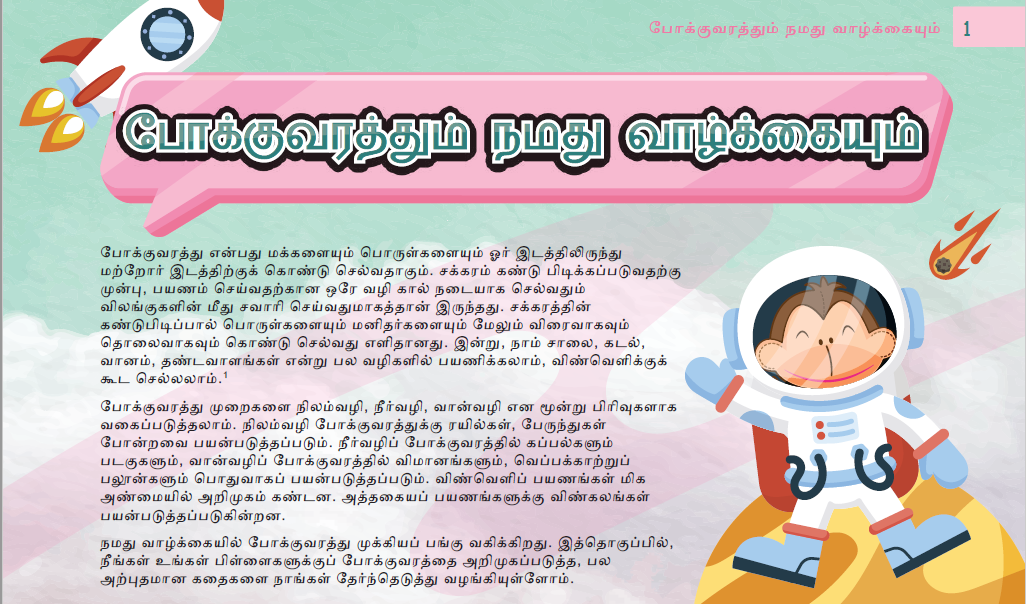 போக்குவரத்தும் நமது வாழ்க்கையும் 1
போக்குவரத்தும் நமது வாழ்க்கையும்
போக்குவரத்து என்பது மக்களையும் பொருள்களையும் ஓர் இடத்திலிருந்து
மற்றோர் இடத்திற்குக் கொண்டு செல்வதாகும். சக்கரம் கண்டு பிடிக்கப்படுவதற்கு
முன்பு, பயணம் செய்வதற்கான ஒரே வழி கால் நடையாக செல்வதும்
விலங்குகளின் மீது சவாரி செய்வதுமாகத்தான் இருந்தது. சக்கரத்தின்
கண்டுபிடிப்பால் பொருள்களையும் மனிதர்களையும் மேலும் விரைவாகவும்
தொலைவாகவும் கொண்டு செல்வது எளிதானது. இன்று, நாம் சாலை, கடல்,
வானம், தண்டவாளங்கள் என்று பல வழிகளில் பயணிக்கலாம், விண்வெளிக்குக்
கூட செல்லலாம்.1
போக்குவரத்து முறைகளை நிலம்வழி, நீர்வழி, வான்வழி என மூன்று பிரிவுகளாக
வகைப்படுத்தலாம். நிலம்வழி போக்குவரத்துக்கு ரயில்கள், பேருந்துகள்
போன்றவை பயன்படுத்தப்படும். நீர்வழிப் போக்குவரத்தில் கப்பல்களும்
படகுகளும், வான்வழிப் போக்குவரத்தில் விமானங்களும், வெப்பக்காற்றுப்
பலூன்களும் பொதுவாகப் பயன்படுத்தப்படும். விண்வெளிப் பயணங்கள் மிக
அண்மையில் அறிமுகம் கண்டன. அத்தகையப் பயணங்களுக்கு விண்கலங்கள்
பயன்படுத்தப்படுகின்றன.
நமது வாழ்க்கையில் போக்குவரத்து முக்கியப் பங்கு வகிக்கிறது. இத்தொகுப்பில்,
நீங்கள் உங்கள் பிள்ளைகளுக்குப் போக்குவரத்தை அறிமுகப்படுத்த, பல
அற்புதமான கதைகளை நாங்கள் தேர்ந்தெடுத்து வழங்கியுள்ளோம்.